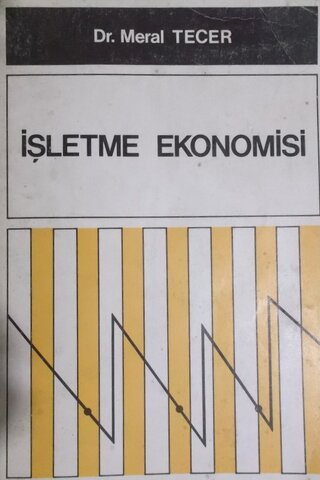 Dr. Meral TECER
İŞLETME EKONOMİSİ